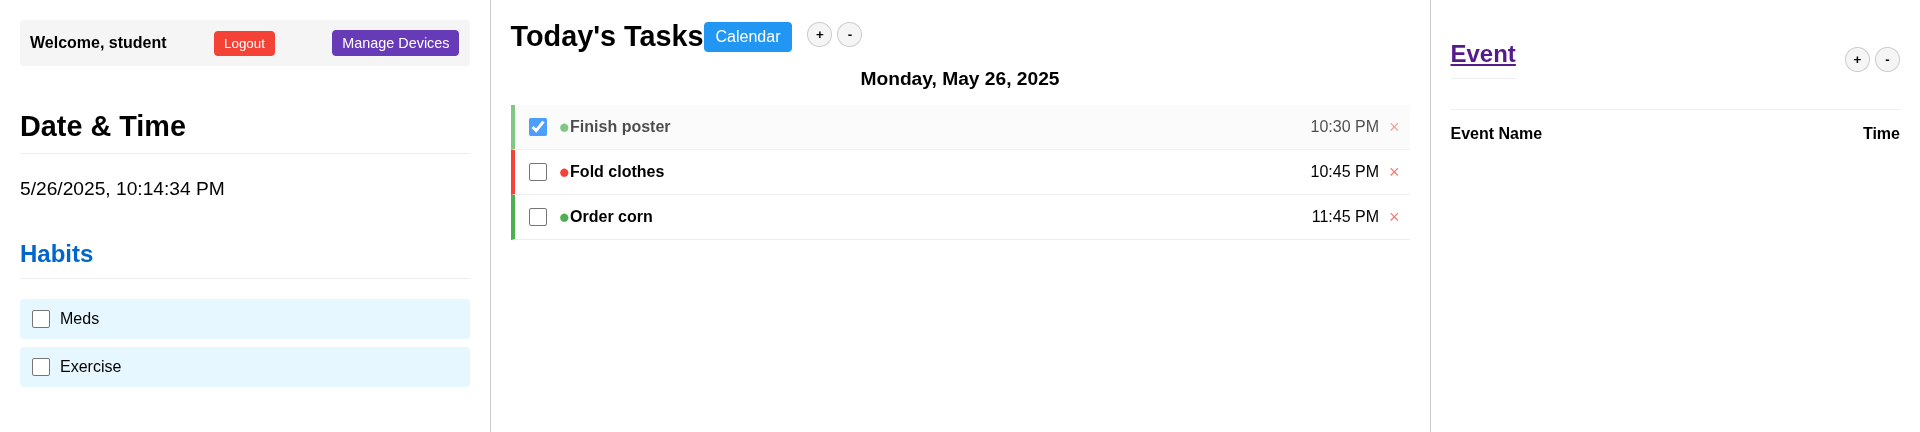 Welcome, student Logout Manage Devices
Date & Time
5/26/2025, 10:14:34 PM
Habits
Meds
Exercise
Today's Tasks Calendar + -
Monday, May 26, 2025
Finish poster 10:30 PM ×
Fold clothes 10:45 PM ×
Order corn 11:45 PM ×
Event + -
Event Name Time